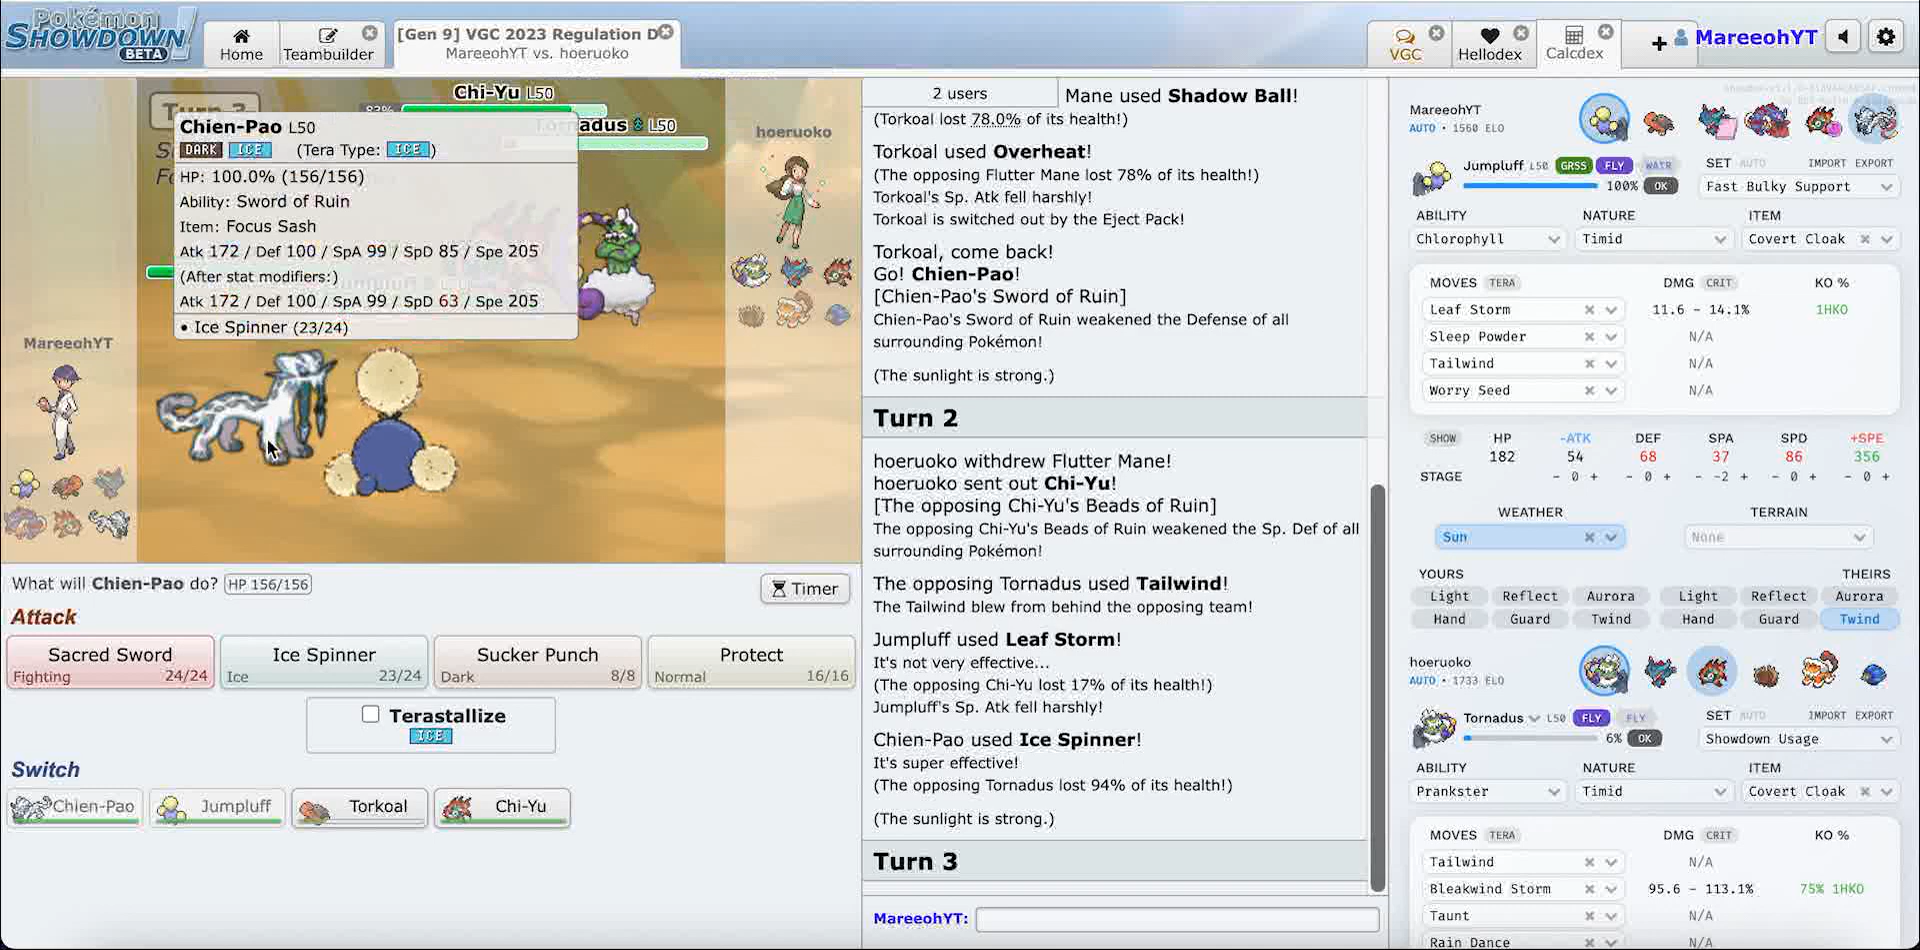 Pokémon
SHOWDOWN!
BETA
Home
Teambuilder
[Gen 9] VGC 2023 Regulation D
MareeohYT vs. hoeruoko
VGC
Hellodex
Calcdex
MareeohYT
Turn 3
Chi-Yu L50
83%
Tornadus L50
Chien-Pao L50
DARK ICE (Tera Type: ICE)
HP: 100.0% (156/156)
Ability: Sword of Ruin
Item: Focus Sash
Atk 172 / Def 100 / SpA 99 / SpD 85 / Spe 205
(After stat modifiers:)
Atk 172 / Def 100 / SpA 99 / SpD 63 / Spe 205
• Ice Spinner (23/24)
hoeruoko
MareeohYT
What will Chien-Pao do? HP 156/156
Timer
Attack
Sacred Sword
Fighting 24/24
Ice Spinner
Ice 23/24
Sucker Punch
Dark 8/8
Protect
Normal 16/16
Terastallize
ICE
Switch
Chien-Pao
Jumpluff
Torkoal
Chi-Yu
2 users
Mane used Shadow Ball!
(Torkoal lost 78.0% of its health!)
Torkoal used Overheat!
(The opposing Flutter Mane lost 78% of its health!)
Torkoal's Sp. Atk fell harshly!
Torkoal is switched out by the Eject Pack!
Torkoal, come back!
Go! Chien-Pao!
[Chien-Pao's Sword of Ruin]
Chien-Pao's Sword of Ruin weakened the Defense of all
surrounding Pokémon!
(The sunlight is strong.)
Turn 2
hoeruoko withdrew Flutter Mane!
hoeruoko sent out Chi-Yu!
[The opposing Chi-Yu's Beads of Ruin]
The opposing Chi-Yu's Beads of Ruin weakened the Sp. Def of all
surrounding Pokémon!
The opposing Tornadus used Tailwind!
The Tailwind blew from behind the opposing team!
Jumpluff used Leaf Storm!
It's not very effective...
(The opposing Chi-Yu lost 17% of its health!)
Jumpluff's Sp. Atk fell harshly!
Chien-Pao used Ice Spinner!
It's super effective!
(The opposing Tornadus lost 94% of its health!)
(The sunlight is strong.)
Turn 3
MareeohYT:
MareeohYT
AUTO • 1560 ELO
Jumpluff L50 GRSS FLY WATR
100% OK
SET AUTO IMPORT EXPORT
Fast Bulky Support
ABILITY NATURE ITEM
Chlorophyll Timid Covert Cloak
MOVES TERA DMG CRIT KO %
Leaf Storm 11.6 - 14.1% 1HKO
Sleep Powder N/A
Tailwind N/A
Worry Seed N/A
SHOW HP -ATK DEF SPA SPD +SPE
182 54 68 37 86 356
STAGE - 0 + - 0 + - -2 + - 0 + - 0 +
WEATHER TERRAIN
Sun None
YOURS THEIRS
Light Reflect Aurora Light Reflect Aurora
Hand Guard Twind Hand Guard Twind
hoeruoko
AUTO • 1733 ELO
Tornadus L50 FLY FLY
6% OK
SET AUTO IMPORT EXPORT
Showdown Usage
ABILITY NATURE ITEM
Prankster Timid Covert Cloak
MOVES TERA DMG CRIT KO %
Tailwind N/A
Bleakwind Storm 95.6 - 113.1% 75% 1HKO
Taunt N/A
Rain Dance N/A